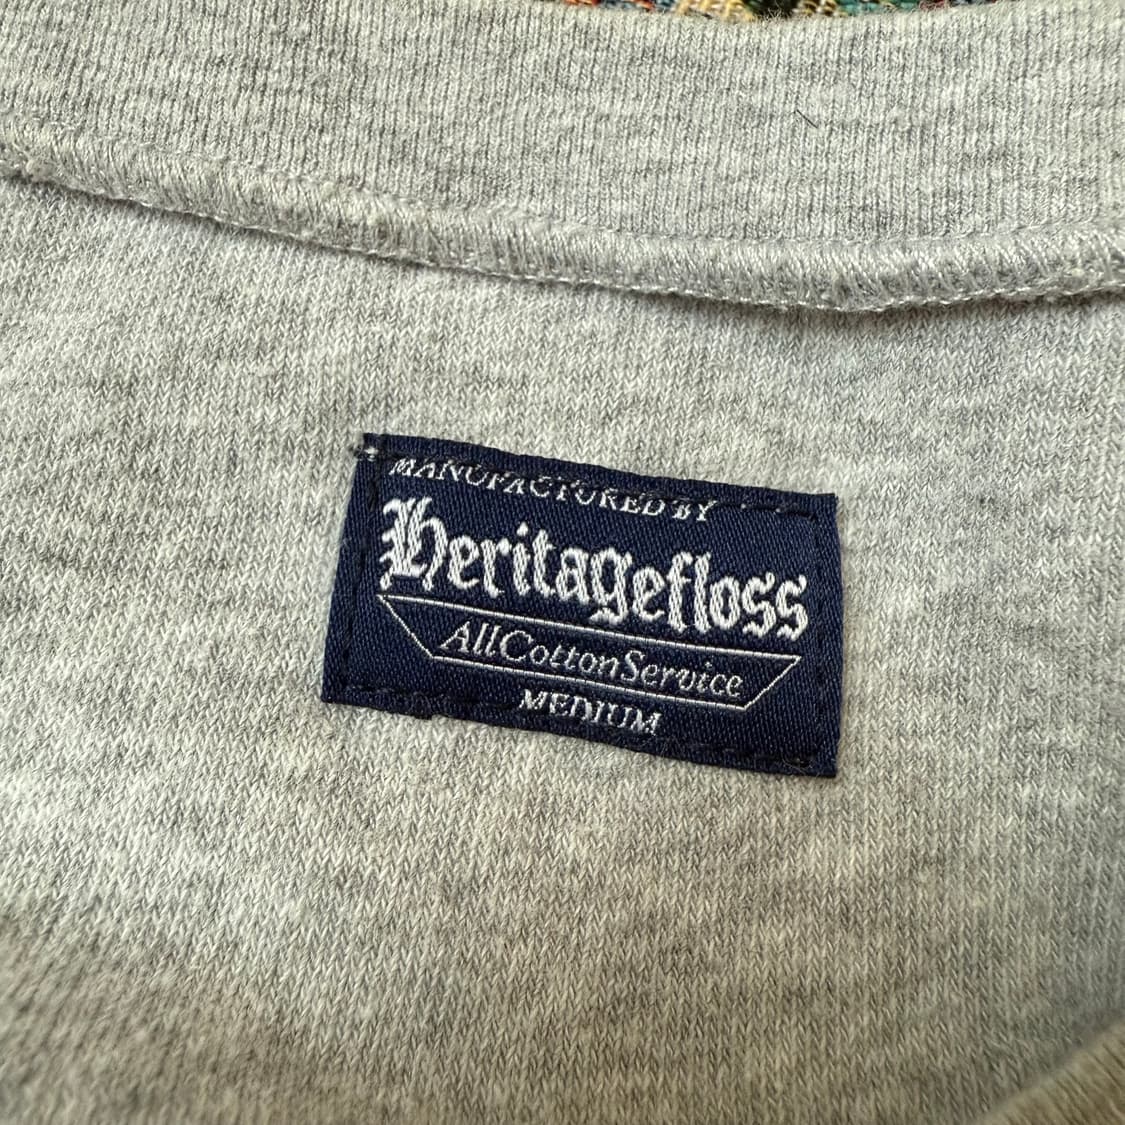 MANUFACTURED BY
Heritagefloss
AllCottonService
MEDIUM